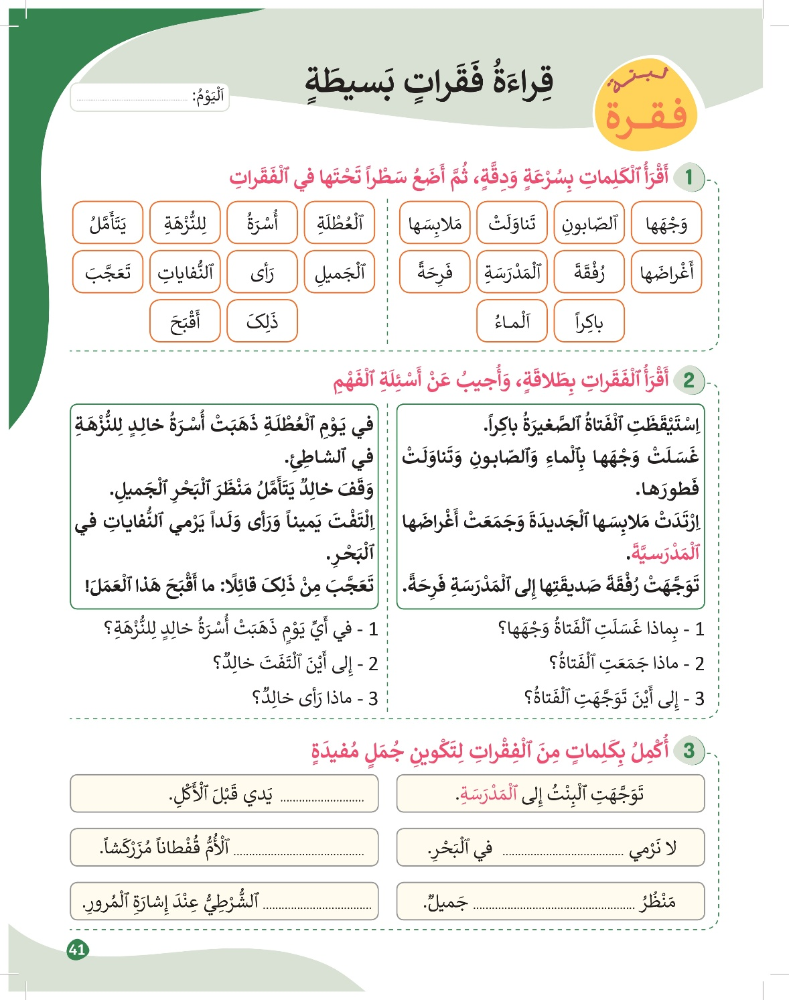 لبنة
فقرة
قِراءَةُ فَقَراتٍ بَسيطَةٍ
اَلْيَوْمُ:
1 أَقْرَأُ ٱلْكَلِماتِ بِسُرْعَةٍ وَدِقَّةٍ، ثُمَّ أَضَعُ سَطْراً تَحْتَها في ٱلْفَقَراتِ
وَجْهَها ٱلصّابونِ تَناوَلَتْ مَلابِسَها
أَغْراضَها رُفْقَةَ ٱلْمَدْرَسَةِ فَرِحَةً
باكِراً اَلْماءُ
ٱلْعُطْلَةِ أُسْرَةُ لِلنُّزْهَةِ يَتَأَمَّلُ
ٱلْجَميلِ رَأى ٱلنُّفاياتِ تَعَجَّبَ
ذَلِكَ أَقْبَحَ
2 أَقْرَأُ ٱلْفَقَراتِ بِطَلاقَةٍ، وَأُجيبُ عَنْ أَسْئِلَةِ ٱلْفَهْمِ
اِسْتَيْقَظَتِ ٱلْفَتاةُ ٱلصَّغيرَةُ باكِراً.
غَسَلَتْ وَجْهَها بِٱلْماءِ وَٱلصّابونِ وَتَناوَلَتْ
فَطورَها.
اِرْتَدَتْ مَلابِسَها ٱلْجَديدَةَ وَجَمَعَتْ أَغْراضَها
ٱلْمَدْرَسيَّةَ.
تَوَجَّهَتْ رُفْقَةَ صَديقَتِها إِلى ٱلْمَدْرَسَةِ فَرِحَةً.
1 - بِماذا غَسَلَتِ ٱلْفَتاةُ وَجْهَها؟
2 - ماذا جَمَعَتِ ٱلْفَتاةُ؟
3 - إِلى أَيْنَ تَوَجَّهَتِ ٱلْفَتاةُ؟
في يَوْمِ ٱلْعُطْلَةِ ذَهَبَتْ أُسْرَةُ خالِدٍ لِلنُّزْهَةِ
في ٱلشاطِئِ.
وَقَفَ خالِدٌ يَتَأَمَّلُ مَنْظَرَ ٱلْبَحْرِ ٱلْجَميلِ.
اِلْتَفْتَ يَميناً وَرَأى وَلَداً يَرْمي ٱلنُّفاياتِ في
ٱلْبَحْرِ.
تَعَجَّبَ مِنْ ذَلِكَ قائِلًا: ما أَقْبَحَ هَذا ٱلْعَمَلَ!
1 - في أَيِّ يَوْمٍ ذَهَبَتْ أُسْرَةُ خالِدٍ لِلنُّزْهَةِ؟
2 - إِلى أَيْنَ ٱلْتَفَتَ خالِدٌ؟
3 - ماذا رَأى خالِدٌ؟
3 أُكْمِلُ بِكَلِماتٍ مِنَ ٱلْفِقْراتِ لِتَكْوينِ جُمَلٍ مُفيدَةٍ
تَوَجَّهَتِ ٱلْبِنْتُ إِلى ٱلْمَدْرَسَةِ.
يَدي قَبْلَ ٱلْأَكْلِ.
لا نَرْمي في ٱلْبَحْرِ.
ٱلْأُمُّ قُفْطاناً مُزَرْكَشاً.
مَنْظُرُ جَميلٌ.
ٱلشُّرْطِيُّ عِنْدَ إِشارَةِ ٱلْمُرورِ.
41